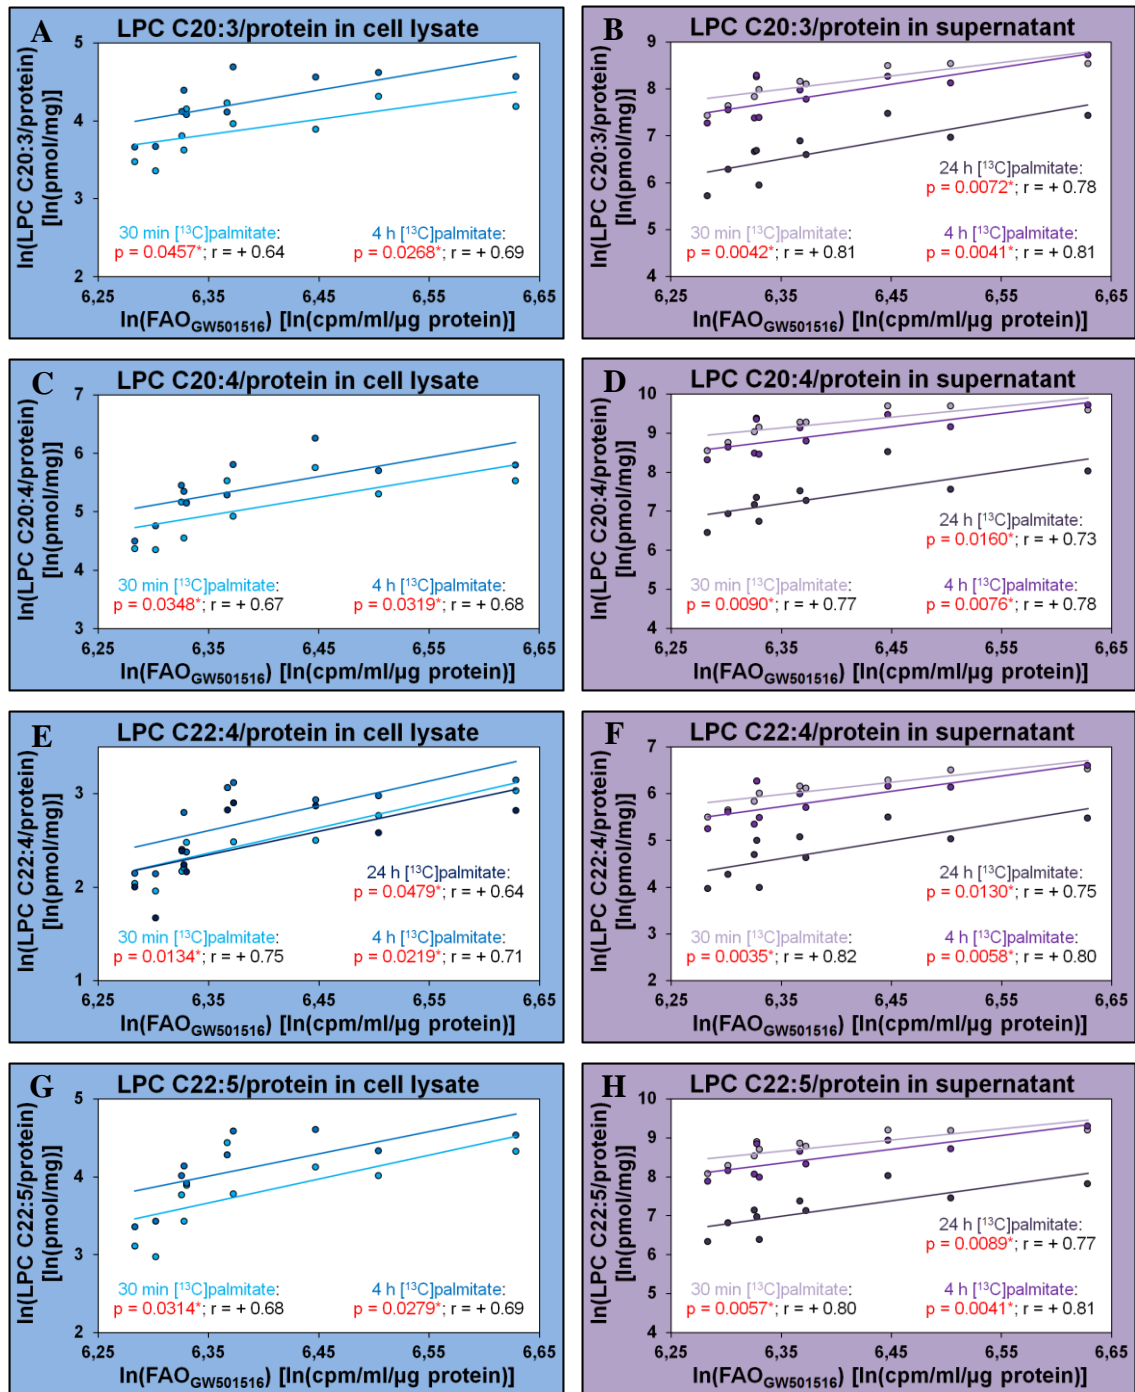 A
LPC C20:3/protein in cell lysate
ln(LPC C20:3/protein)
[ln(pmol/mg)]
5
4
3
2
30 min [¹³C]palmitate:
p = 0.0457*; r = + 0.64
4 h [¹³C]palmitate:
p = 0.0268*; r = + 0.69
6,25 6,35 6,45 6,55 6,65
ln(FAO_GW501516) [ln(cpm/ml/µg protein)]
B
LPC C20:3/protein in supernatant
ln(LPC C20:3/protein)
[ln(pmol/mg)]
9
8
7
6
5
4
24 h [¹³C]palmitate:
p = 0.0072*; r = + 0.78
30 min [¹³C]palmitate:
p = 0.0042*; r = + 0.81
4 h [¹³C]palmitate:
p = 0.0041*; r = + 0.81
6,25 6,35 6,45 6,55 6,65
ln(FAO_GW501516) [ln(cpm/ml/µg protein)]
C
LPC C20:4/protein in cell lysate
ln(LPC C20:4/protein)
[ln(pmol/mg)]
7
6
5
4
3
30 min [¹³C]palmitate:
p = 0.0348*; r = + 0.67
4 h [¹³C]palmitate:
p = 0.0319*; r = + 0.68
6,25 6,35 6,45 6,55 6,65
ln(FAO_GW501516) [ln(cpm/ml/µg protein)]
D
LPC C20:4/protein in supernatant
ln(LPC C20:4/protein)
[ln(pmol/mg)]
10
9
8
7
6
5
4
24 h [¹³C]palmitate:
p = 0.0160*; r = + 0.73
30 min [¹³C]palmitate:
p = 0.0090*; r = + 0.77
4 h [¹³C]palmitate:
p = 0.0076*; r = + 0.78
6,25 6,35 6,45 6,55 6,65
ln(FAO_GW501516) [ln(cpm/ml/µg protein)]
E
LPC C22:4/protein in cell lysate
ln(LPC C22:4/protein)
[ln(pmol/mg)]
3
2
1
24 h [¹³C]palmitate:
p = 0.0479*; r = + 0.64
30 min [¹³C]palmitate:
p = 0.0134*; r = + 0.75
4 h [¹³C]palmitate:
p = 0.0219*; r = + 0.71
6,25 6,35 6,45 6,55 6,65
ln(FAO_GW501516) [ln(cpm/ml/µg protein)]
F
LPC C22:4/protein in supernatant
ln(LPC C22:4/protein)
[ln(pmol/mg)]
7
6
5
4
3
2
24 h [¹³C]palmitate:
p = 0.0130*; r = + 0.75
30 min [¹³C]palmitate:
p = 0.0035*; r = + 0.82
4 h [¹³C]palmitate:
p = 0.0058*; r = + 0.80
6,25 6,35 6,45 6,55 6,65
ln(FAO_GW501516) [ln(cpm/ml/µg protein)]
G
LPC C22:5/protein in cell lysate
ln(LPC C22:5/protein)
[ln(pmol/mg)]
5
4
3
2
30 min [¹³C]palmitate:
p = 0.0314*; r = + 0.68
4 h [¹³C]palmitate:
p = 0.0279*; r = + 0.69
6,25 6,35 6,45 6,55 6,65
ln(FAO_GW501516) [ln(cpm/ml/µg protein)]
H
LPC C22:5/protein in supernatant
ln(LPC C22:5/protein)
[ln(pmol/mg)]
10
9
8
7
6
5
4
24 h [¹³C]palmitate:
p = 0.0089*; r = + 0.77
30 min [¹³C]palmitate:
p = 0.0057*; r = + 0.80
4 h [¹³C]palmitate:
p = 0.0041*; r = + 0.81
6,25 6,35 6,45 6,55 6,65
ln(FAO_GW501516) [ln(cpm/ml/µg protein)]